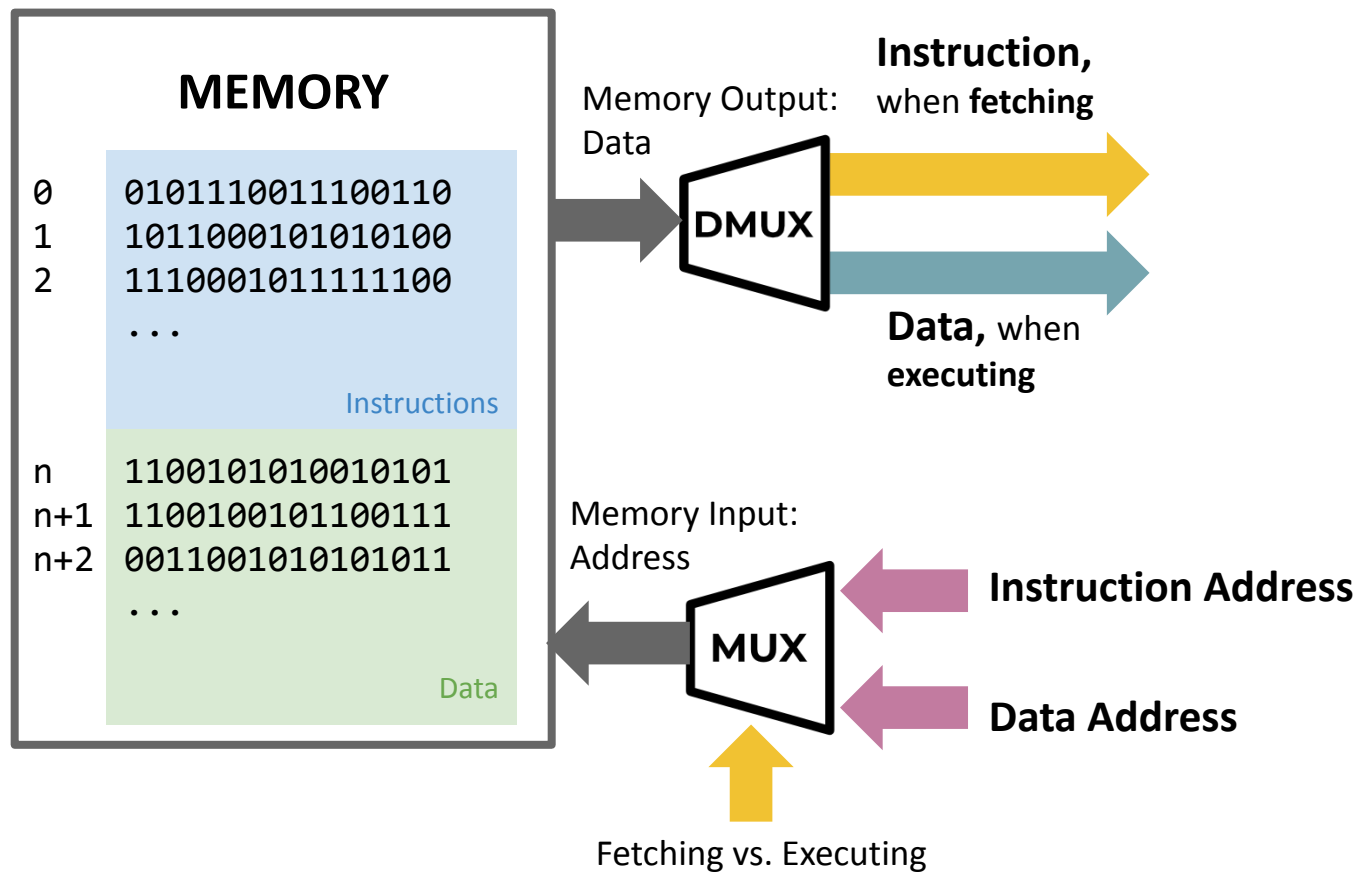 MEMORY
0 0101110011100110
1 1011000101010100
2 1110001011111100
...
Instructions
n 1100101010010101
n+1 1100100101100111
n+2 0011001010101011
...
Data
Memory Output:
Data
DMUX
Instruction,
when fetching
Data, when
executing
Memory Input:
Address
MUX
Instruction Address
Data Address
Fetching vs. Executing